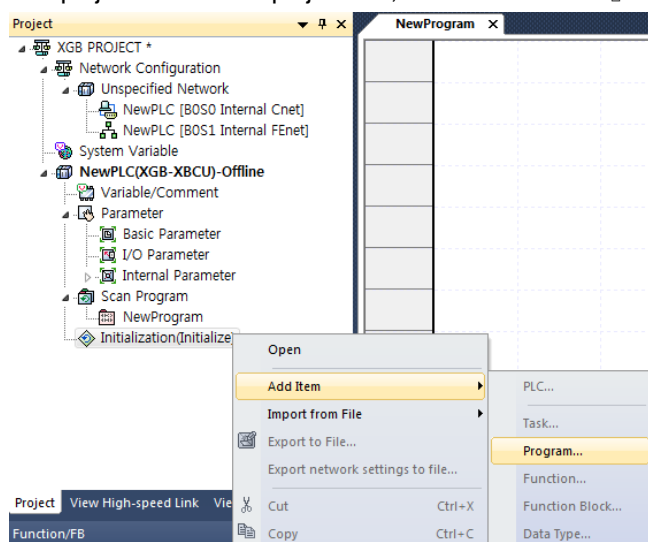 Project
NewProgram
XGB PROJECT *
Network Configuration
Unspecified Network
NewPLC [B0S0 Internal Cnet]
NewPLC [B0S1 Internal FEnet]
System Variable
NewPLC(XGB-XBCU)-Offline
Variable/Comment
Parameter
Basic Parameter
I/O Parameter
Internal Parameter
Scan Program
NewProgram
Initialization(Initialize)
Open
Add Item
Import from File
Export to File...
Export network settings to file...
Cut Ctrl+X
Copy Ctrl+C
PLC...
Task...
Program...
Function...
Function Block...
Data Type...
Project View High-speed Link
Function/FB